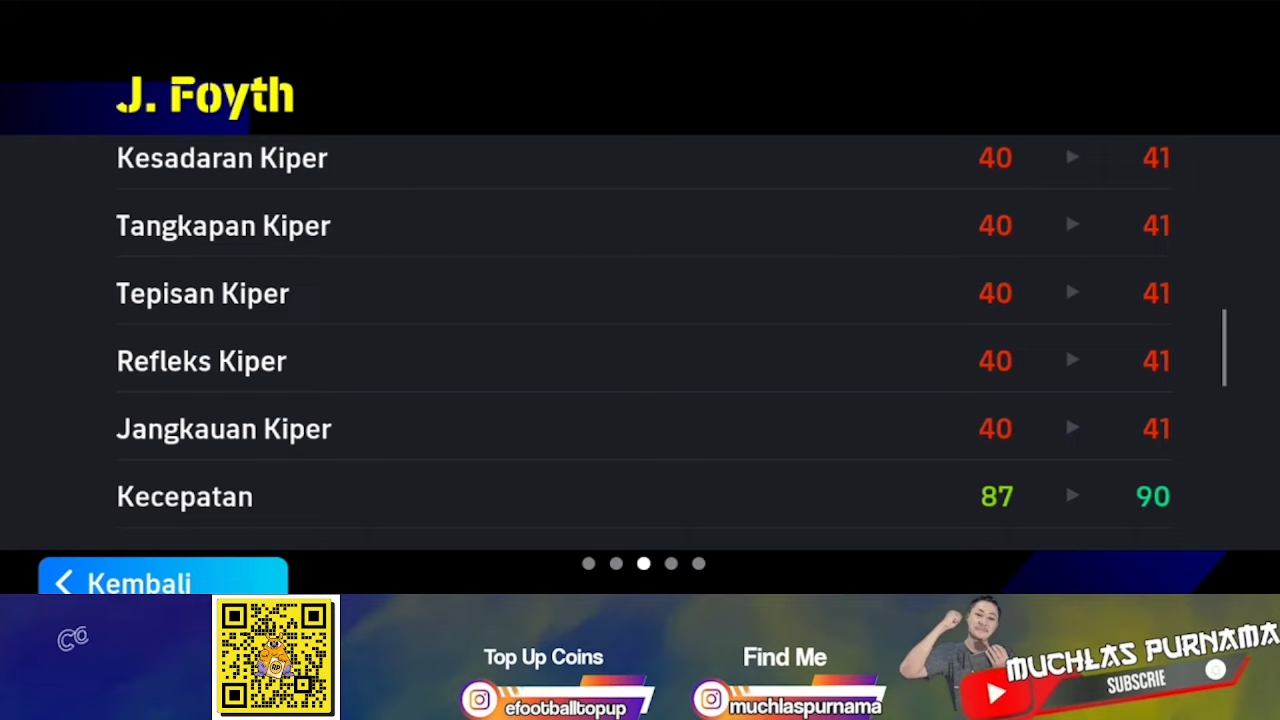 J. Foyth
Kesadaran Kiper 40 41
Tangkapan Kiper 40 41
Tepisan Kiper 40 41
Refleks Kiper 40 41
Jangkauan Kiper 40 41
Kecepatan 87 90
Kembali
Top Up Coins
efootballtopup
Find Me
muchlaspurnama
MUCHLAS PURNAMA
SUBSCRIE